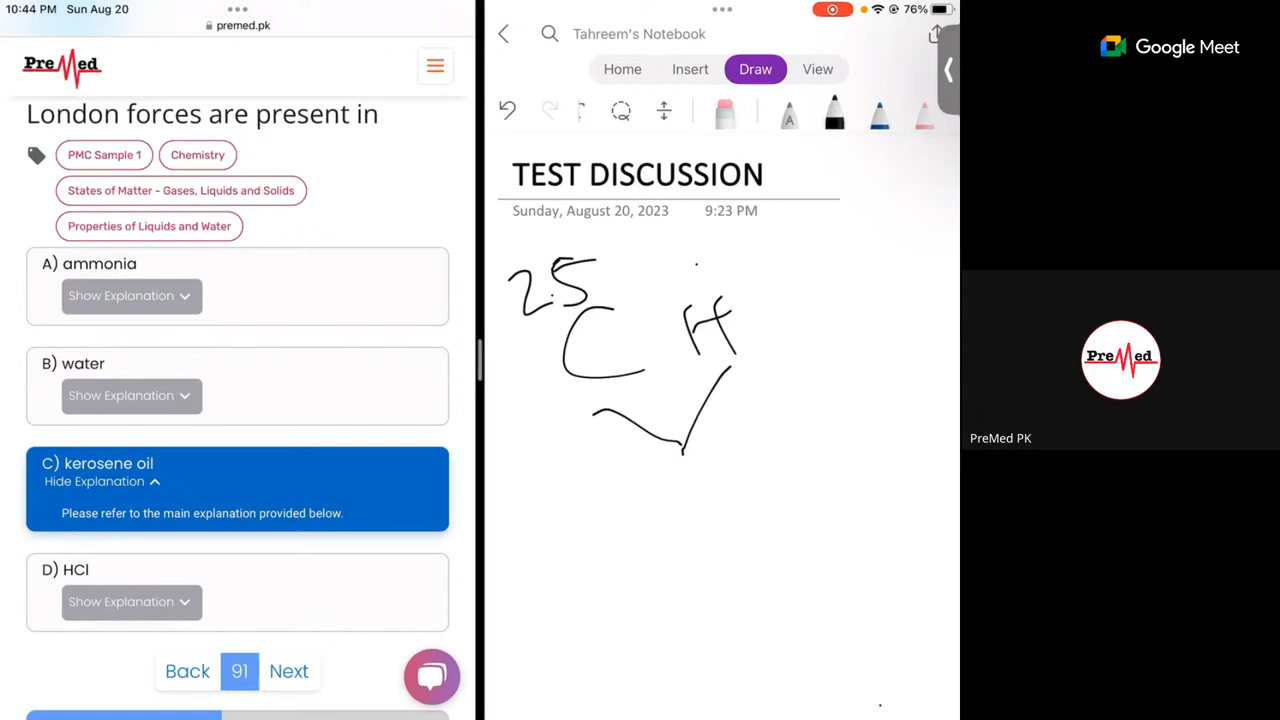 10:44 PM Sun Aug 20
premed.pk
PreMed
London forces are present in
PMC Sample 1
Chemistry
States of Matter - Gases, Liquids and Solids
Properties of Liquids and Water
A) ammonia
Show Explanation
B) water
Show Explanation
C) kerosene oil
Hide Explanation
Please refer to the main explanation provided below.
D) HCl
Show Explanation
Back 91 Next
76%
Tahreem's Notebook
Home Insert Draw View
A
TEST DISCUSSION
Sunday, August 20, 2023 9:23 PM
2.5
C H
Google Meet
PreMed
PreMed PK